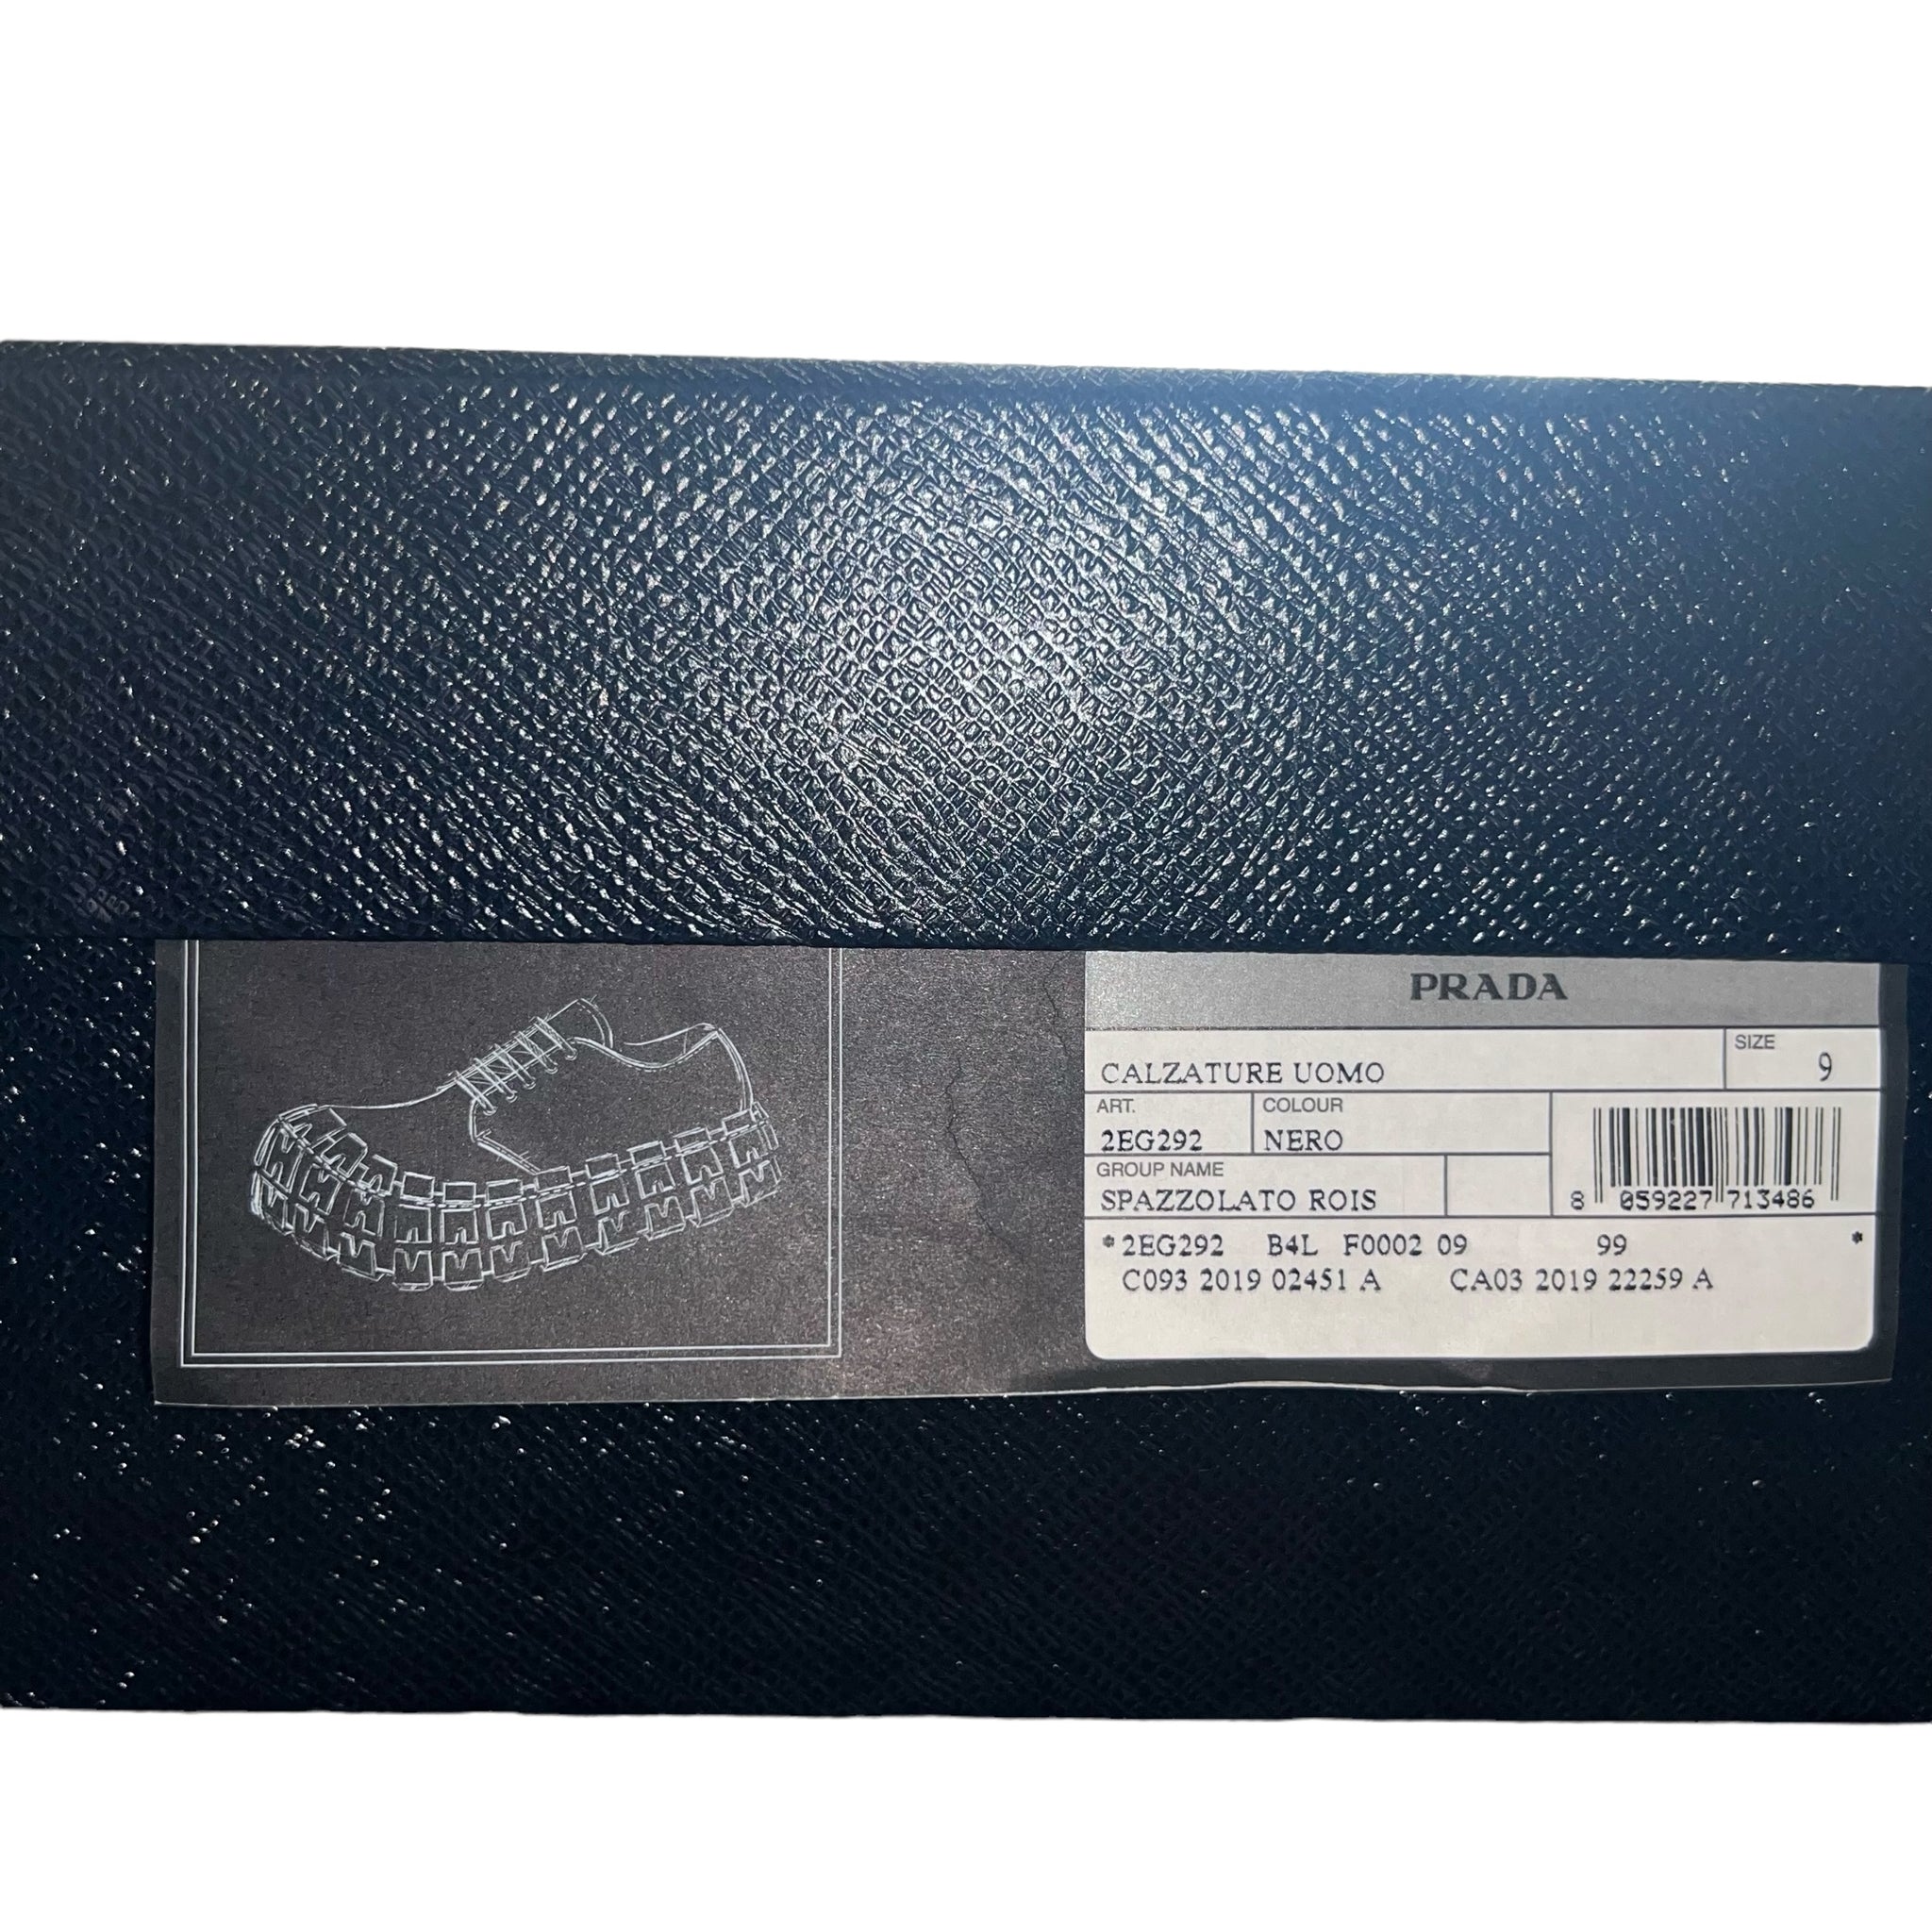 PRADA
CALZATURE UOMO
SIZE
9
ART.
2EG292
COLOUR
NERO
GROUP NAME
SPAZZOLATO ROIS
8 059227 713486
*2EG292 B4L F0002 09 99 *
C093 2019 02451 A CA03 2019 22259 A